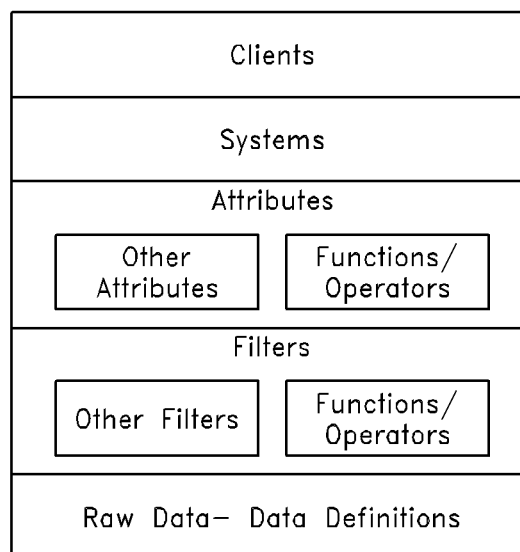 Clients
Systems
Attributes
Other
Attributes
Functions/
Operators
Filters
Other Filters
Functions/
Operators
Raw Data- Data Definitions